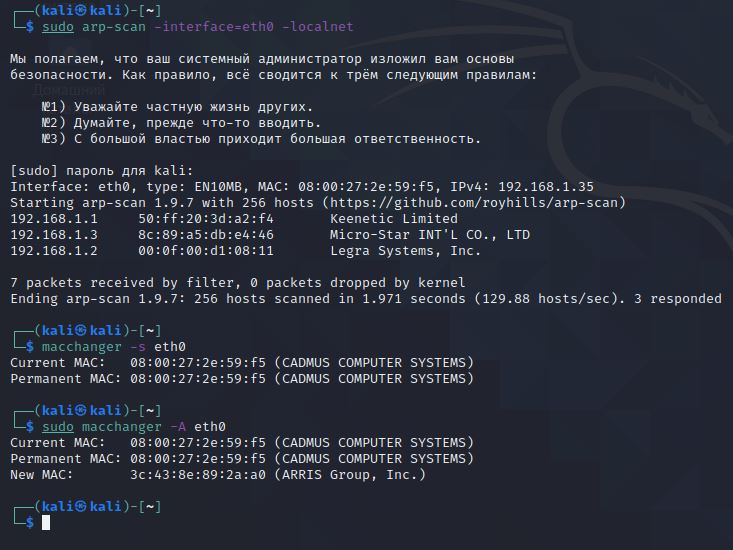 ┌──(kali㉿kali)-[~]
└─$ sudo arp-scan -interface=eth0 -localnet
Мы полагаем, что ваш системный администратор изложил вам основы
безопасности. Как правило, всё сводится к трём следующим правилам:
№1) Уважайте частную жизнь других.
№2) Думайте, прежде что-то вводить.
№3) С большой властью приходит большая ответственность.
[sudo] пароль для kali:
Interface: eth0, type: EN10MB, MAC: 08:00:27:2e:59:f5, IPv4: 192.168.1.35
Starting arp-scan 1.9.7 with 256 hosts (https://github.com/royhills/arp-scan)
192.168.1.1     50:ff:20:3d:a2:f4       Keenetic Limited
192.168.1.3     8c:89:a5:db:e4:46       Micro-Star INT'L CO., LTD
192.168.1.2     00:0f:00:d1:08:11       Legra Systems, Inc.
7 packets received by filter, 0 packets dropped by kernel
Ending arp-scan 1.9.7: 256 hosts scanned in 1.971 seconds (129.88 hosts/sec). 3 responded
┌──(kali㉿kali)-[~]
└─$ macchanger -s eth0
Current MAC:   08:00:27:2e:59:f5 (CADMUS COMPUTER SYSTEMS)
Permanent MAC: 08:00:27:2e:59:f5 (CADMUS COMPUTER SYSTEMS)
┌──(kali㉿kali)-[~]
└─$ sudo macchanger -A eth0
Current MAC:   08:00:27:2e:59:f5 (CADMUS COMPUTER SYSTEMS)
Permanent MAC: 08:00:27:2e:59:f5 (CADMUS COMPUTER SYSTEMS)
New MAC:       3c:43:8e:89:2a:a0 (ARRIS Group, Inc.)
┌──(kali㉿kali)-[~]
└─$
Домашний